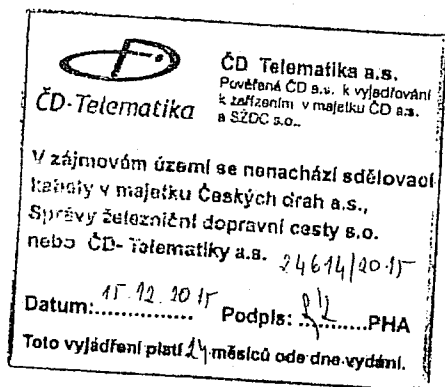 ČD-Telematika
ČD Telematika a.s.
Pověřená ČD a.s. k vyjadřování
k zařízením v majetku ČD a.s.
a SŽDC s.o..
V zájmovém území se nenachází sdělovací
kabely v majetku Českých drah a.s.,
Správy železniční dopravní cesty s.o.
nebo ČD- Telematiky a.s. 24614/2015
Datum: 15.12.2015 Podpis: ...........PHA
Toto vyjádření platí 24 měsíců ode dne vydání.